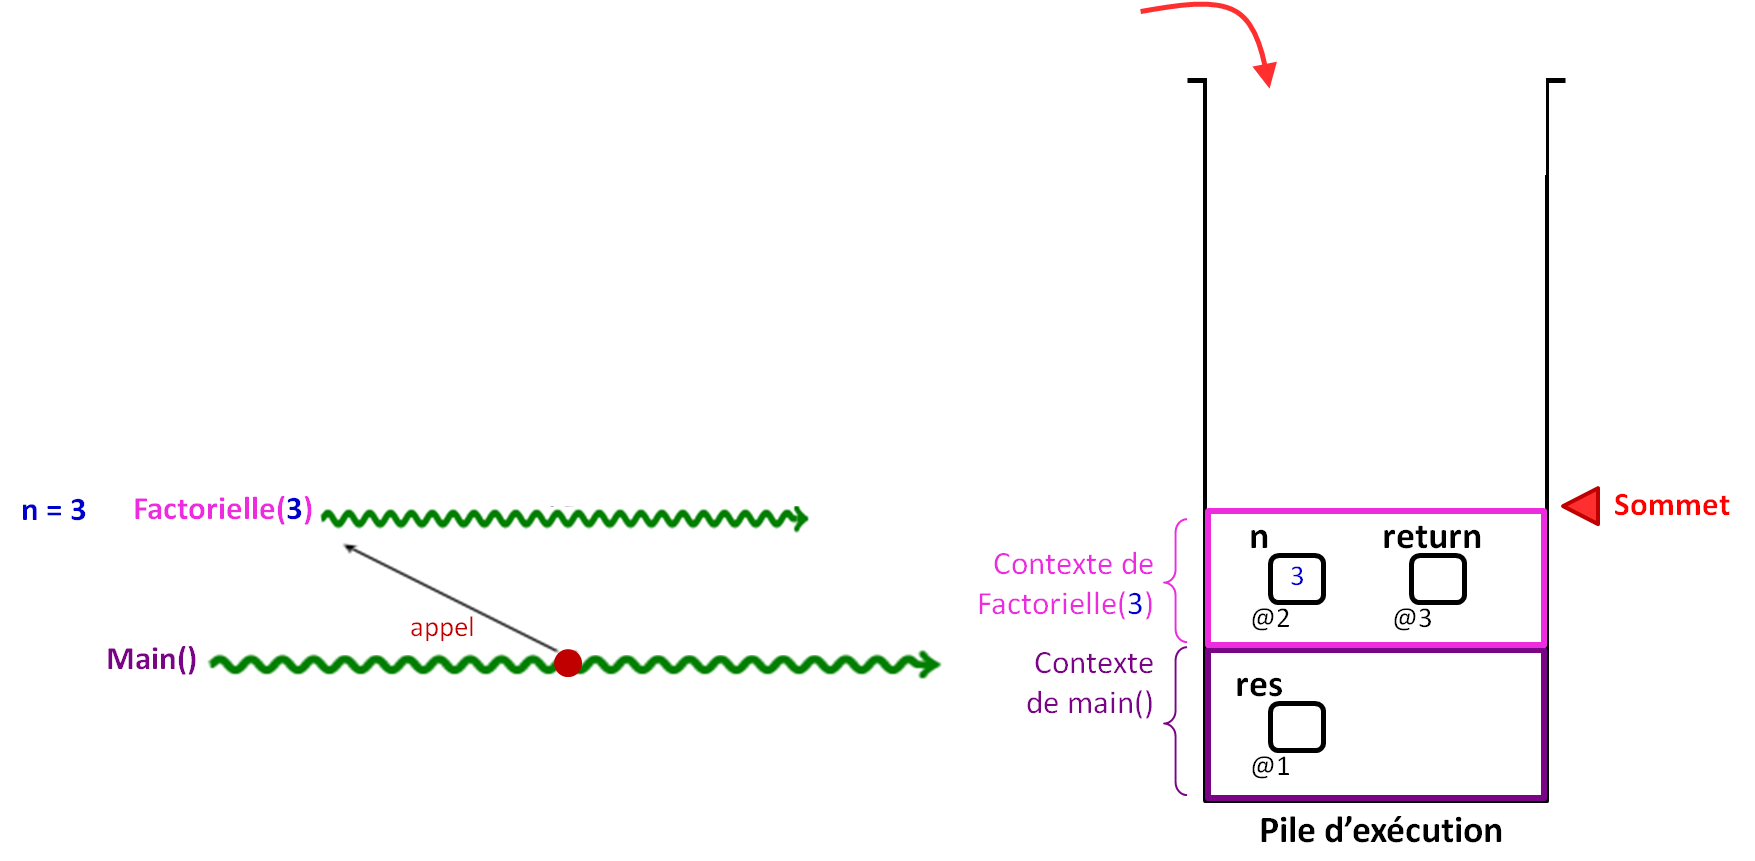 n = 3 Factorielle(3)
appel
Main()
Sommet
n return
3
@2 @3
Contexte de
Factorielle(3)
Contexte
de main()
res
@1
Pile d’exécution